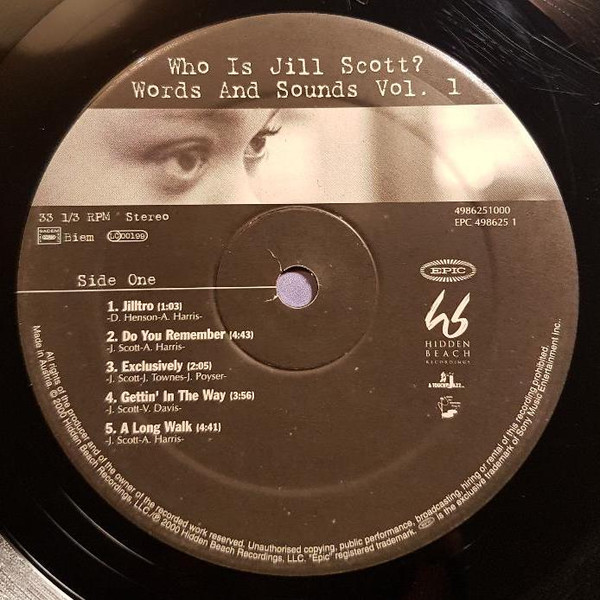 Who Is Jill Scott?
Words And Sounds Vol. 1
33 1/3 RPM Stereo
4986251000
EPC 498625 1
Biem
LC00199
EPIC
Side One
1. Jilltro (1:03)
-D. Henson-A. Harris-
2. Do You Remember (4:43)
-J. Scott-A. Harris-
3. Exclusively (2:05)
-J. Scott-J. Townes-J. Poyser-
4. Gettin' In The Way (3:56)
-J. Scott-V. Davis-
5. A Long Walk (4:41)
-J. Scott-A. Harris-
HIDDEN
BEACH
RECORDINGS
A TOUCH OF JAZZ
All rights of the producer and of the owner of the recorded work reserved. Unauthorised copying, public performance, broadcasting, hiring or rental of this recording prohibited.
Made in Austria © 2000 Hidden Beach Recordings, LLC./℗ 2000 Hidden Beach Recordings, LLC. "Epic" registered trademark. EPIC is the exclusive trademark of Sony Music Entertainment Inc.